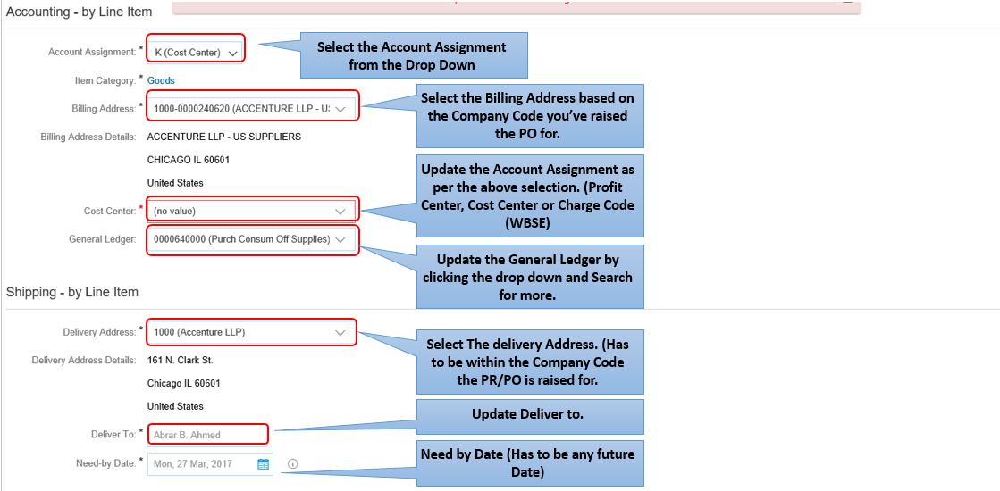 Accounting - by Line Item
Account Assignment: *
K (Cost Center)
Select the Account Assignment
from the Drop Down
Item Category: *
Goods
Billing Address: *
1000-0000240620 (ACCENTURE LLP - U:
Select the Billing Address based on
the Company Code you’ve raised
the PO for.
Billing Address Details:
ACCENTURE LLP - US SUPPLIERS
CHICAGO IL 60601
United States
Update the Account Assignment as
per the above selection. (Profit
Center, Cost Center or Charge Code
(WBSE)
Cost Center: *
(no value)
General Ledger:
0000640000 (Purch Consum Off Supplies)
Update the General Ledger by
clicking the drop down and Search
for more.
Shipping - by Line Item
Delivery Address: *
1000 (Accenture LLP)
Select The delivery Address. (Has
to be within the Company Code
the PR/PO is raised for.
Delivery Address Details:
161 N. Clark St.
Chicago IL 60601
United States
Update Deliver to.
Deliver To: *
Abrar B. Ahmed
Need-by Date: *
Mon, 27 Mar, 2017
Need by Date (Has to be any future
Date)